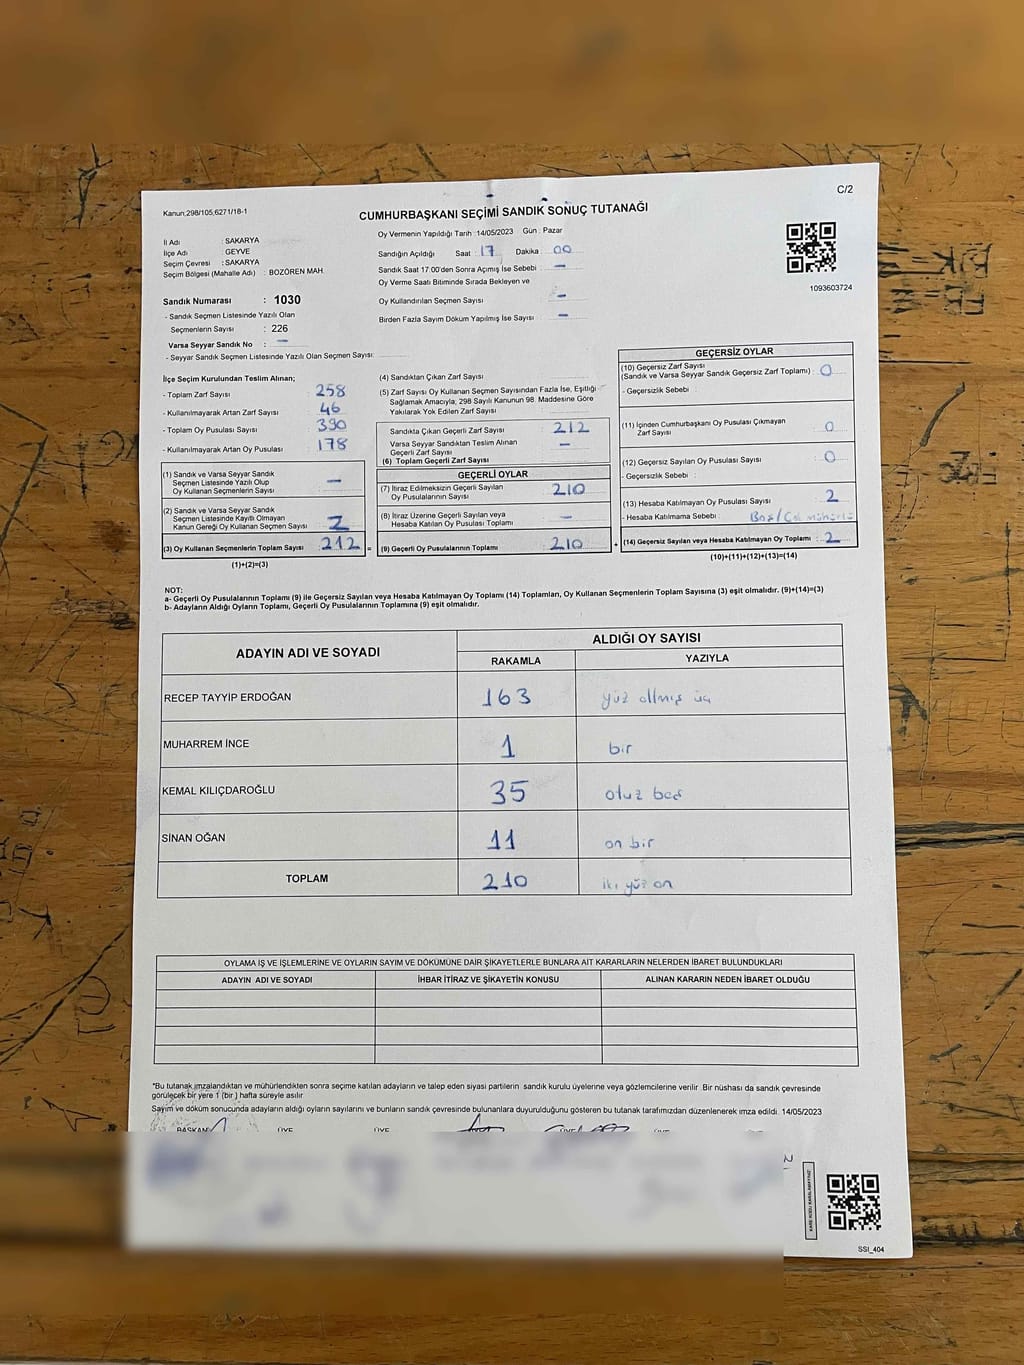 C/2
Kanun;298/105;6271/18-1
CUMHURBAŞKANI SEÇİMİ SANDIK SONUÇ TUTANAĞI
İl Adı : SAKARYA
İlçe Adı : GEYVE
Seçim Çevresi : SAKARYA
Seçim Bölgesi (Mahalle Adı) : BOZÖREN MAH.
Sandık Numarası : 1030
- Sandık Seçmen Listesinde Yazılı Olan
Seçmenlerin Sayısı : 226
Varsa Seyyar Sandık No : –
- Seyyar Sandık Seçmen Listesinde Yazılı Olan Seçmen Sayısı:
Oy Vermenin Yapıldığı Tarih :14/05/2023 Gün : Pazar
Sandığın Açıldığı Saat : 17 Dakika : 00
Sandık Saat 17:00'den Sonra Açımış İse Sebebi : –
Oy Verme Saati Bitiminde Sırada Bekleyen ve
Oy Kullandırılan Seçmen Sayısı : –
Birden Fazla Sayım Döküm Yapılmış İse Sayısı : –
1093603724
İlçe Seçim Kurulundan Teslim Alınan;
- Toplam Zarf Sayısı : 258
- Kullanılmayarak Artan Zarf Sayısı : 46
- Toplam Oy Pusulası Sayısı : 390
- Kullanılmayarak Artan Oy Pusulası : 178
(1) Sandık ve Varsa Seyyar Sandık
Seçmen Listesinde Yazılı Olup
Oy Kullanan Seçmenlerin Sayısı : –
(2) Sandık ve Varsa Seyyar Sandık
Seçmen Listesinde Kayıtlı Olmayan
Kanun Gereği Oy Kullanan Seçmen Sayısı : 2
(3) Oy Kullanan Seçmenlerin Toplam Sayısı : 212 =
(1)+(2)=(3)
(4) Sandıktan Çıkan Zarf Sayısı :
(5) Zarf Sayısı Oy Kullanan Seçmen Sayısından Fazla İse, Eşitliği
Sağlamak Amacıyla; 298 Sayılı Kanunun 98. Maddesine Göre
Yakılarak Yok Edilen Zarf Sayısı :
Sandıkta Çıkan Geçerli Zarf Sayısı : 212
Varsa Seyyar Sandıktan Teslim Alınan
Geçerli Zarf Sayısı : –
(6) Toplam Geçerli Zarf Sayısı
GEÇERLİ OYLAR
(7) İtiraz Edilmeksizin Geçerli Sayılan
Oy Pusulalarının Sayısı : 210
(8) İtiraz Üzerine Geçerli Sayılan veya
Hesaba Katılan Oy Pusulası Toplamı : –
(9) Geçerli Oy Pusulalarının Toplamı : 210 +
GEÇERSİZ OYLAR
(10) Geçersiz Zarf Sayısı
(Sandık ve Varsa Seyyar Sandık Geçersiz Zarf Toplamı) : 0
- Geçersizlik Sebebi :
(11) İçinden Cumhurbaşkanı Oy Pusulası Çıkmayan
Zarf Sayısı : 0
(12) Geçersiz Sayılan Oy Pusulası Sayısı : 0
- Geçersizlik Sebebi :
(13) Hesaba Katılmayan Oy Pusulası Sayısı : 2
- Hesaba Katılmama Sebebi : Boş/Çok mühürlü
(14) Geçersiz Sayılan veya Hesaba Katılmayan Oy Toplamı : 2
(10)+(11)+(12)+(13)=(14)
NOT:
a- Geçerli Oy Pusulalarının Toplamı (9) ile Geçersiz Sayılan veya Hesaba Katılmayan Oy Toplamı (14) Toplamları, Oy Kullanan Seçmenlerin Toplam Sayısına (3) eşit olmalıdır. (9)+(14)=(3)
b- Adayların Aldığı Oyların Toplamı, Geçerli Oy Pusulalarının Toplamına (9) eşit olmalıdır.
ADAYIN ADI VE SOYADI ALDIĞI OY SAYISI
RAKAMLA YAZIYLA
RECEP TAYYİP ERDOĞAN 163 yüz altmış üç
MUHARREM İNCE 1 bir
KEMAL KILIÇDAROĞLU 35 otuz beş
SİNAN OĞAN 11 on bir
TOPLAM 210 iki yüz on
OYLAMA İŞ VE İŞLEMLERİNE VE OYLARIN SAYIM VE DÖKÜMÜNE DAİR ŞİKAYETLERLE BUNLARA AİT KARARLARIN NELERDEN İBARET BULUNDUKLARI
ADAYIN ADI VE SOYADI İHBAR İTİRAZ VE ŞİKAYETİN KONUSU ALINAN KARARIN NEDEN İBARET OLDUĞU
*Bu tutanak imzalandıktan ve mühürlendikten sonra seçime katılan adayların ve talep eden siyasi partilerin sandık kurulu üyelerine veya gözlemcilerine verilir. Bir nüshası da sandık çevresinde
görülecek bir yere 1 (bir) hafta süreyle asılır.
Sayım ve döküm sonucunda adayların aldığı oyların sayılarını ve bunların sandık çevresinde bulunanlara duyurulduğunu gösteren bu tutanak tarafımızdan düzenlenerek imza edildi. 14/05/2023
BAŞKAN ÜYE ÜYE
SSİ_404